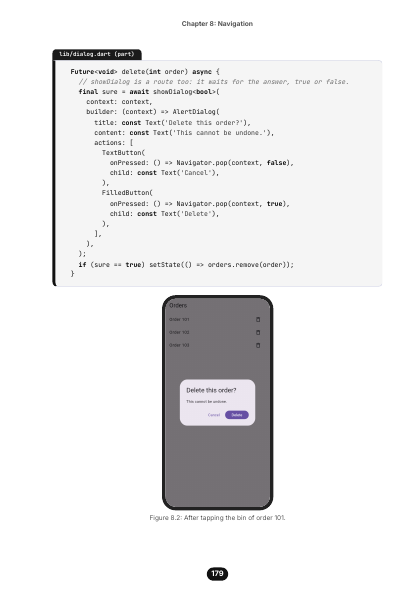 Chapter 8: Navigation
lib/dialog.dart (part)
Future<void> delete(int order) async {
  // showDialog is a route too: it waits for the answer, true or false.
  final sure = await showDialog<bool>(
    context: context,
    builder: (context) => AlertDialog(
      title: const Text('Delete this order?'),
      content: const Text('This cannot be undone.'),
      actions: [
        TextButton(
          onPressed: () => Navigator.pop(context, false),
          child: const Text('Cancel'),
        ),
        FilledButton(
          onPressed: () => Navigator.pop(context, true),
          child: const Text('Delete'),
        ),
      ],
    ),
  );
  if (sure == true) setState(() => orders.remove(order));
}
Orders
Order 101
Order 102
Order 103
Delete this order?
This cannot be undone.
Cancel
Delete
Figure 8.2: After tapping the bin of order 101.
179